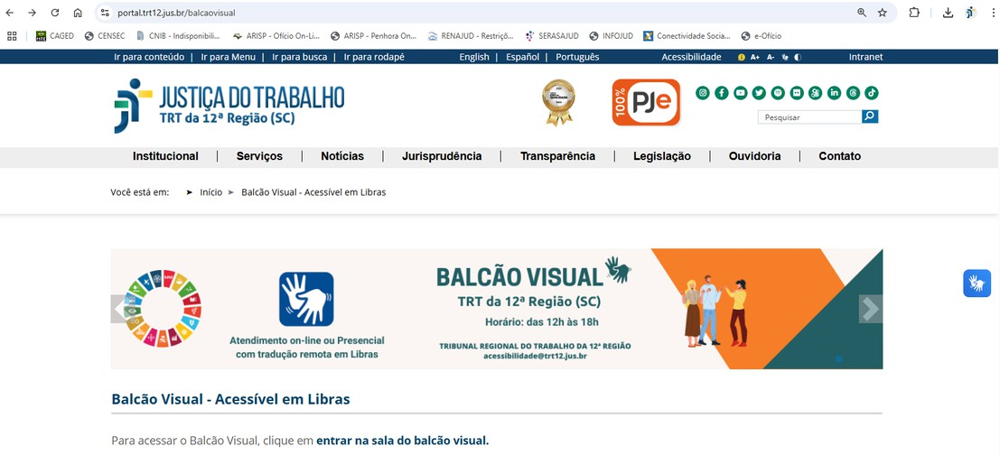 portal.trt12.jus.br/balcaovisual
CAGED CENSEC CNIB - Indisponibili... ARISP - Ofício On-Li... ARISP - Penhora On... RENAJUD - Restriçõ... SERASAJUD INFOJUD Conectividade Socia... e-Ofício
Ir para conteúdo | Ir para Menu | Ir para busca | Ir para rodapé English | Español | Português Acessibilidade A+ A- Intranet
JUSTIÇA DO TRABALHO
TRT da 12ª Região (SC)
100% PJe
Pesquisar
Institucional | Serviços | Notícias | Jurisprudência | Transparência | Legislação | Ouvidoria | Contato
Você está em: ➤ Início ➤ Balcão Visual - Acessível em Libras
BALCÃO VISUAL
TRT da 12ª Região (SC)
Horário: das 12h às 18h
Atendimento on-line ou Presencial
com tradução remota em Libras
TRIBUNAL REGIONAL DO TRABALHO DA 12ª REGIÃO
acessibilidade@trt12.jus.br
Balcão Visual - Acessível em Libras
Para acessar o Balcão Visual, clique em entrar na sala do balcão visual.